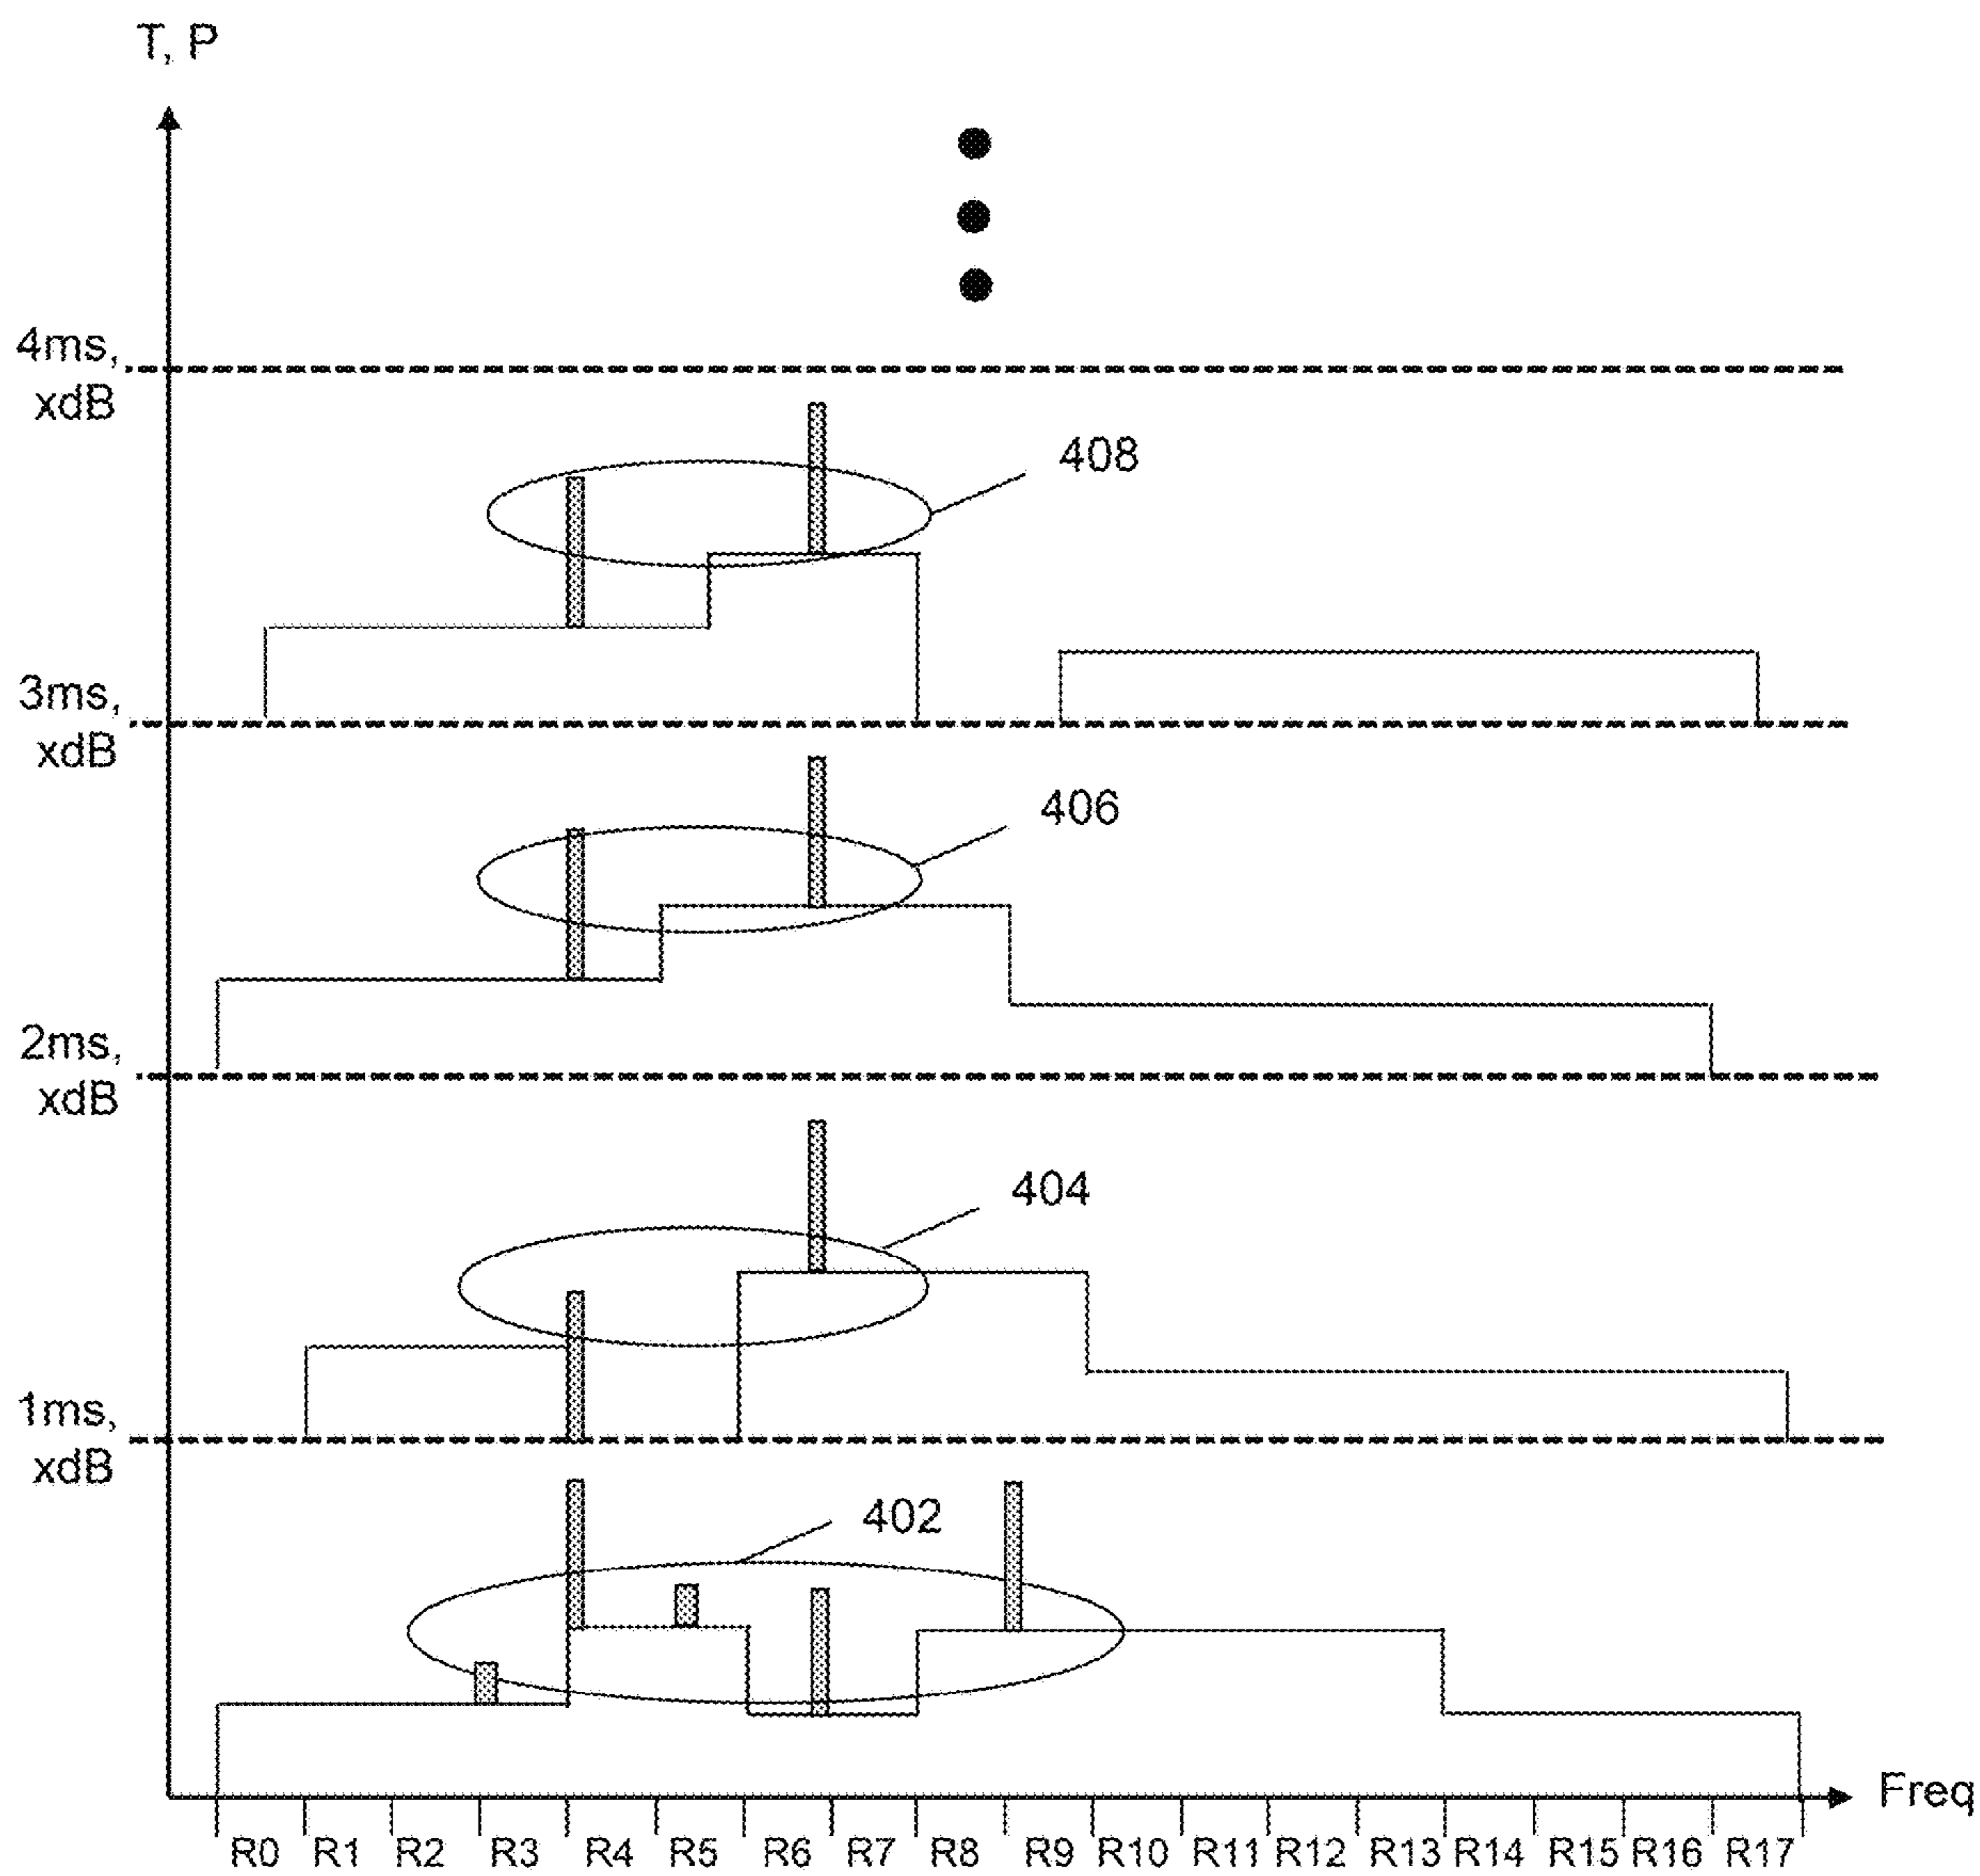 T, P
4ms,
xdB
408
3ms,
xdB
406
2ms,
xdB
404
1ms,
xdB
402
Freq
R0 R1 R2 R3 R4 R5 R6 R7 R8 R9 R10 R11 R12 R13 R14 R15 R16 R17